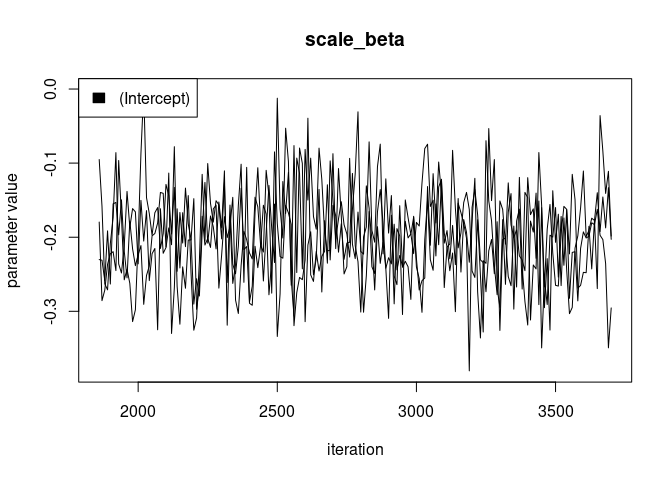 scale_beta
(Intercept)
parameter value
0.0
-0.1
-0.2
-0.3
2000 2500 3000 3500
iteration